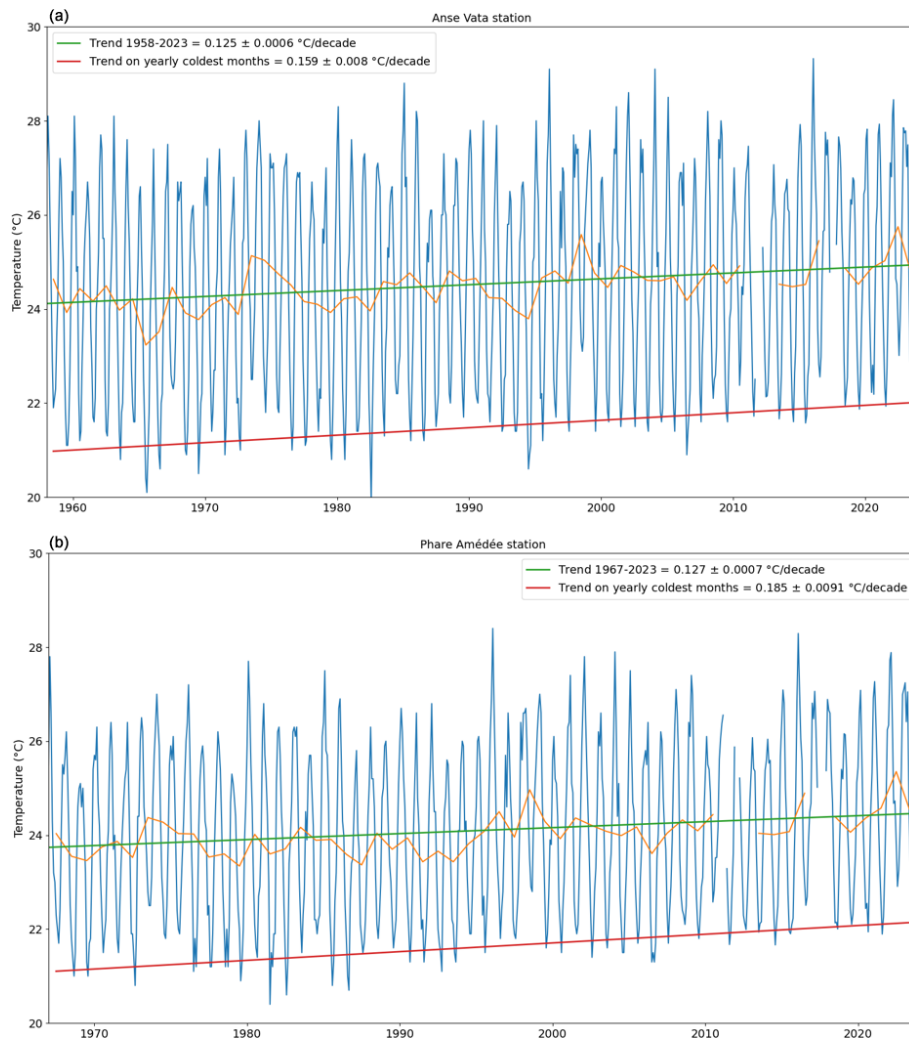 (a)
Anse Vata station
Trend 1958-2023 = 0.125 ± 0.0006 °C/decade
Trend on yearly coldest months = 0.159 ± 0.008 °C/decade
Temperature (°C)
30
28
26
24
22
20
1960
1970
1980
1990
2000
2010
2020
(b)
Phare Amédée station
Trend 1967-2023 = 0.127 ± 0.0007 °C/decade
Trend on yearly coldest months = 0.185 ± 0.0091 °C/decade
Temperature (°C)
30
28
26
24
22
20
1970
1980
1990
2000
2010
2020